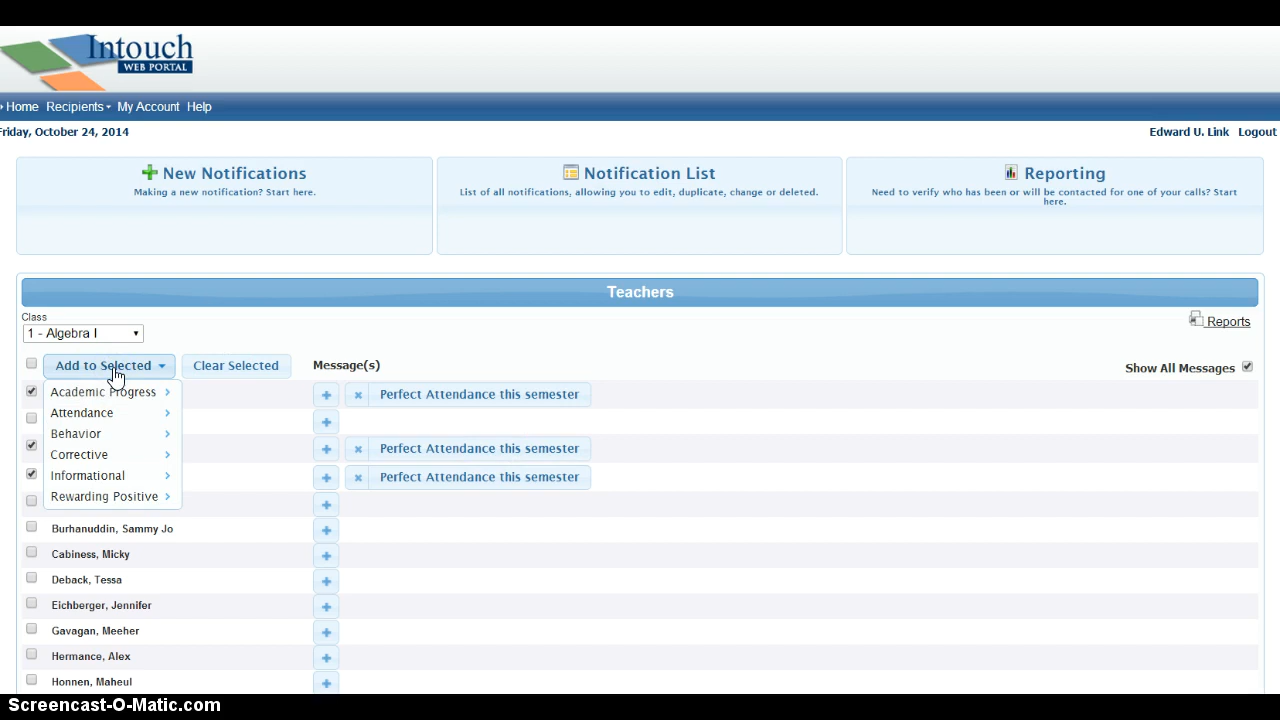 Intouch
WEB PORTAL
Home Recipients My Account Help
Friday, October 24, 2014
Edward U. Link Logout
New Notifications
Making a new notification? Start here.
Notification List
List of all notifications, allowing you to edit, duplicate, change or deleted.
Reporting
Need to verify who has been or will be contacted for one of your calls? Start
here.
Teachers
Class
1 - Algebra I
Reports
Add to Selected Clear Selected Message(s) Show All Messages
Academic Progress Perfect Attendance this semester
Attendance
Behavior
Perfect Attendance this semester
Corrective
Informational Perfect Attendance this semester
Rewarding Positive
Burhanuddin, Sammy Jo
Cabiness, Micky
Deback, Tessa
Eichberger, Jennifer
Gavagan, Meeher
Hermance, Alex
Honnen, Maheul
Screencast-O-Matic.com